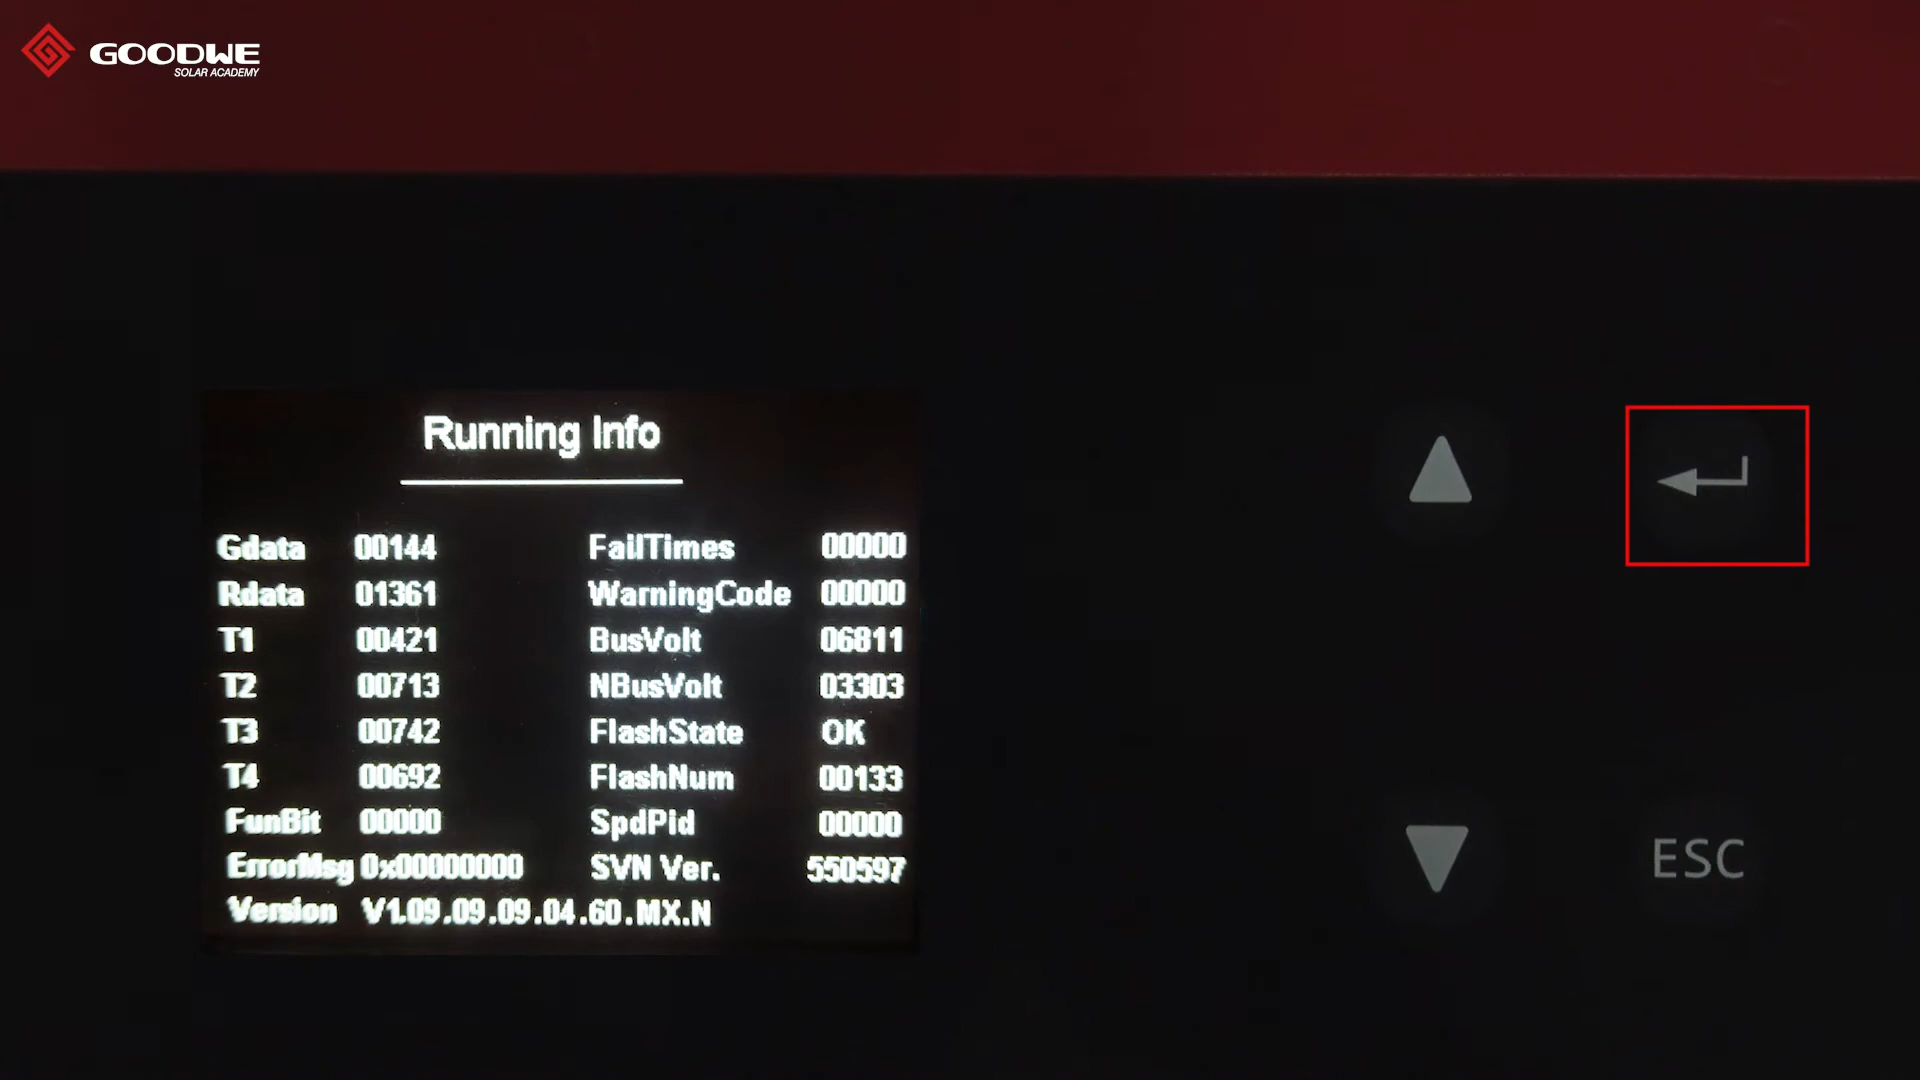 GOODWE
SOLAR ACADEMY
Running Info
Gdata 00144 FailTimes 00000
Rdata 01361 WarningCode 00000
T1 00421 BusVolt 06811
T2 00713 NBusVolt 03303
T3 00742 FlashState OK
T4 00692 FlashNum 00133
FunBit 00000 SpdPid 00000
ErrorMsg 0x00000000 SVN Ver. 550597
Version V1.09.09.09.04.60.MX.N
ESC